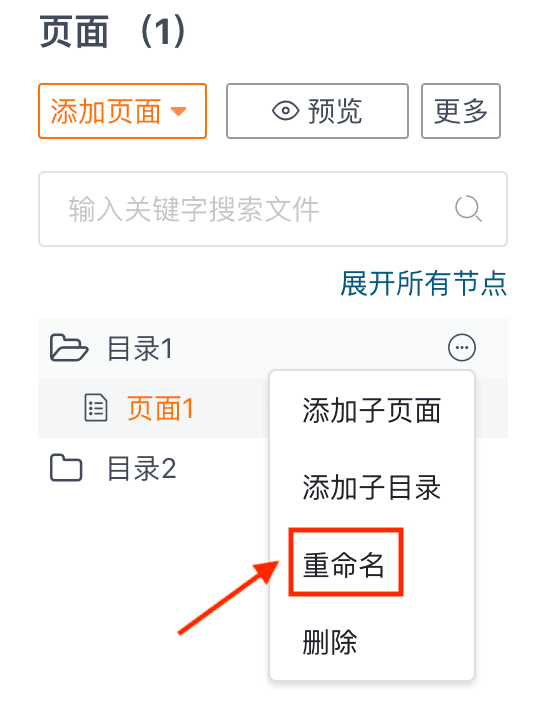 页面 (1)
添加页面 预览 更多
输入关键字搜索文件
展开所有节点
目录1
页面1
目录2
添加子页面
添加子目录
重命名
删除